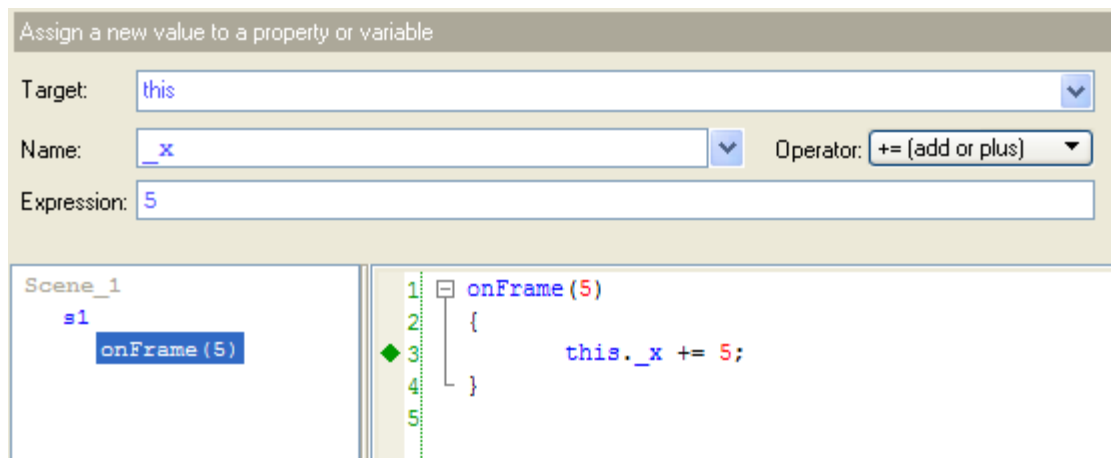 Assign a new value to a property or variable
Target: this
Name: _x Operator: += (add or plus)
Expression: 5
Scene_1
s1
onFrame(5)
1 onFrame(5)
2 {
3 this._x += 5;
4 }
5